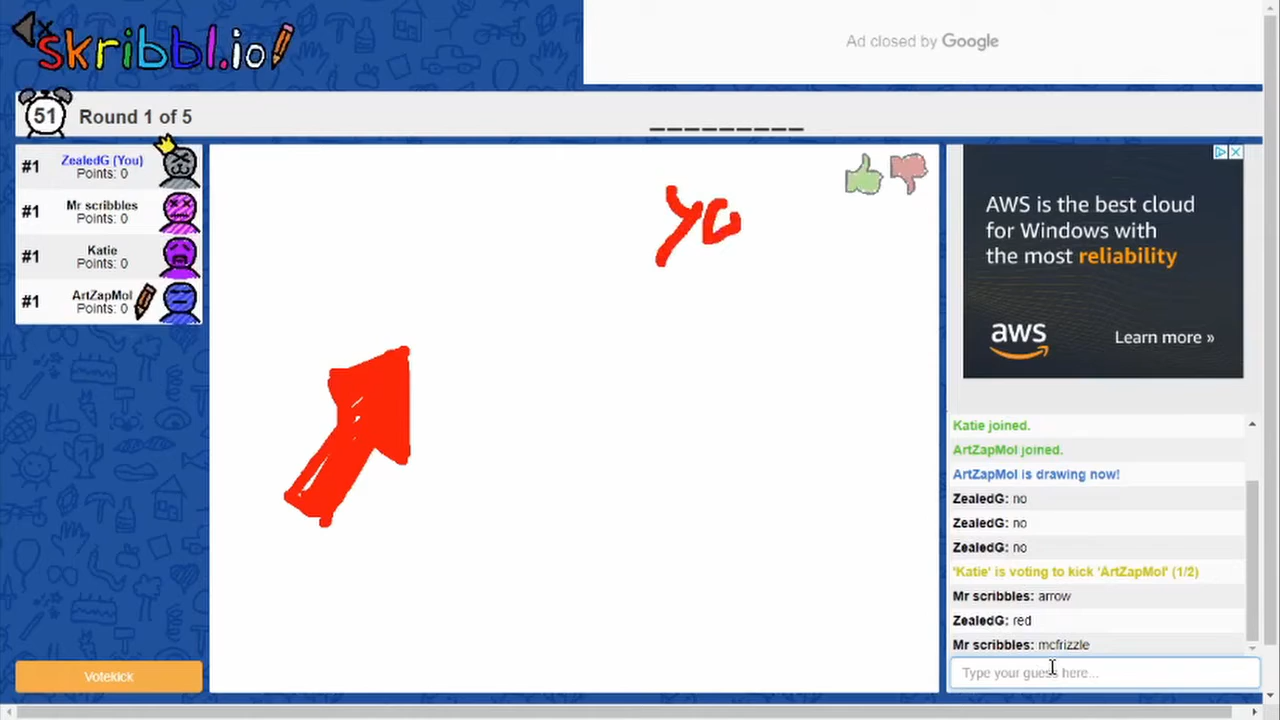 skribbl.io
Ad closed by Google
51
Round 1 of 5
_________
#1
ZealedG (You)
Points: 0
#1
Mr scribbles
Points: 0
#1
Katie
Points: 0
#1
ArtZapMol
Points: 0
yo
AWS is the best cloud
for Windows with
the most reliability
aws
Learn more »
Katie joined.
ArtZapMol joined.
ArtZapMol is drawing now!
ZealedG: no
ZealedG: no
ZealedG: no
'Katie' is voting to kick 'ArtZapMol' (1/2)
Mr scribbles: arrow
ZealedG: red
Mr scribbles: mcfrizzle
Type your guess here...
Votekick